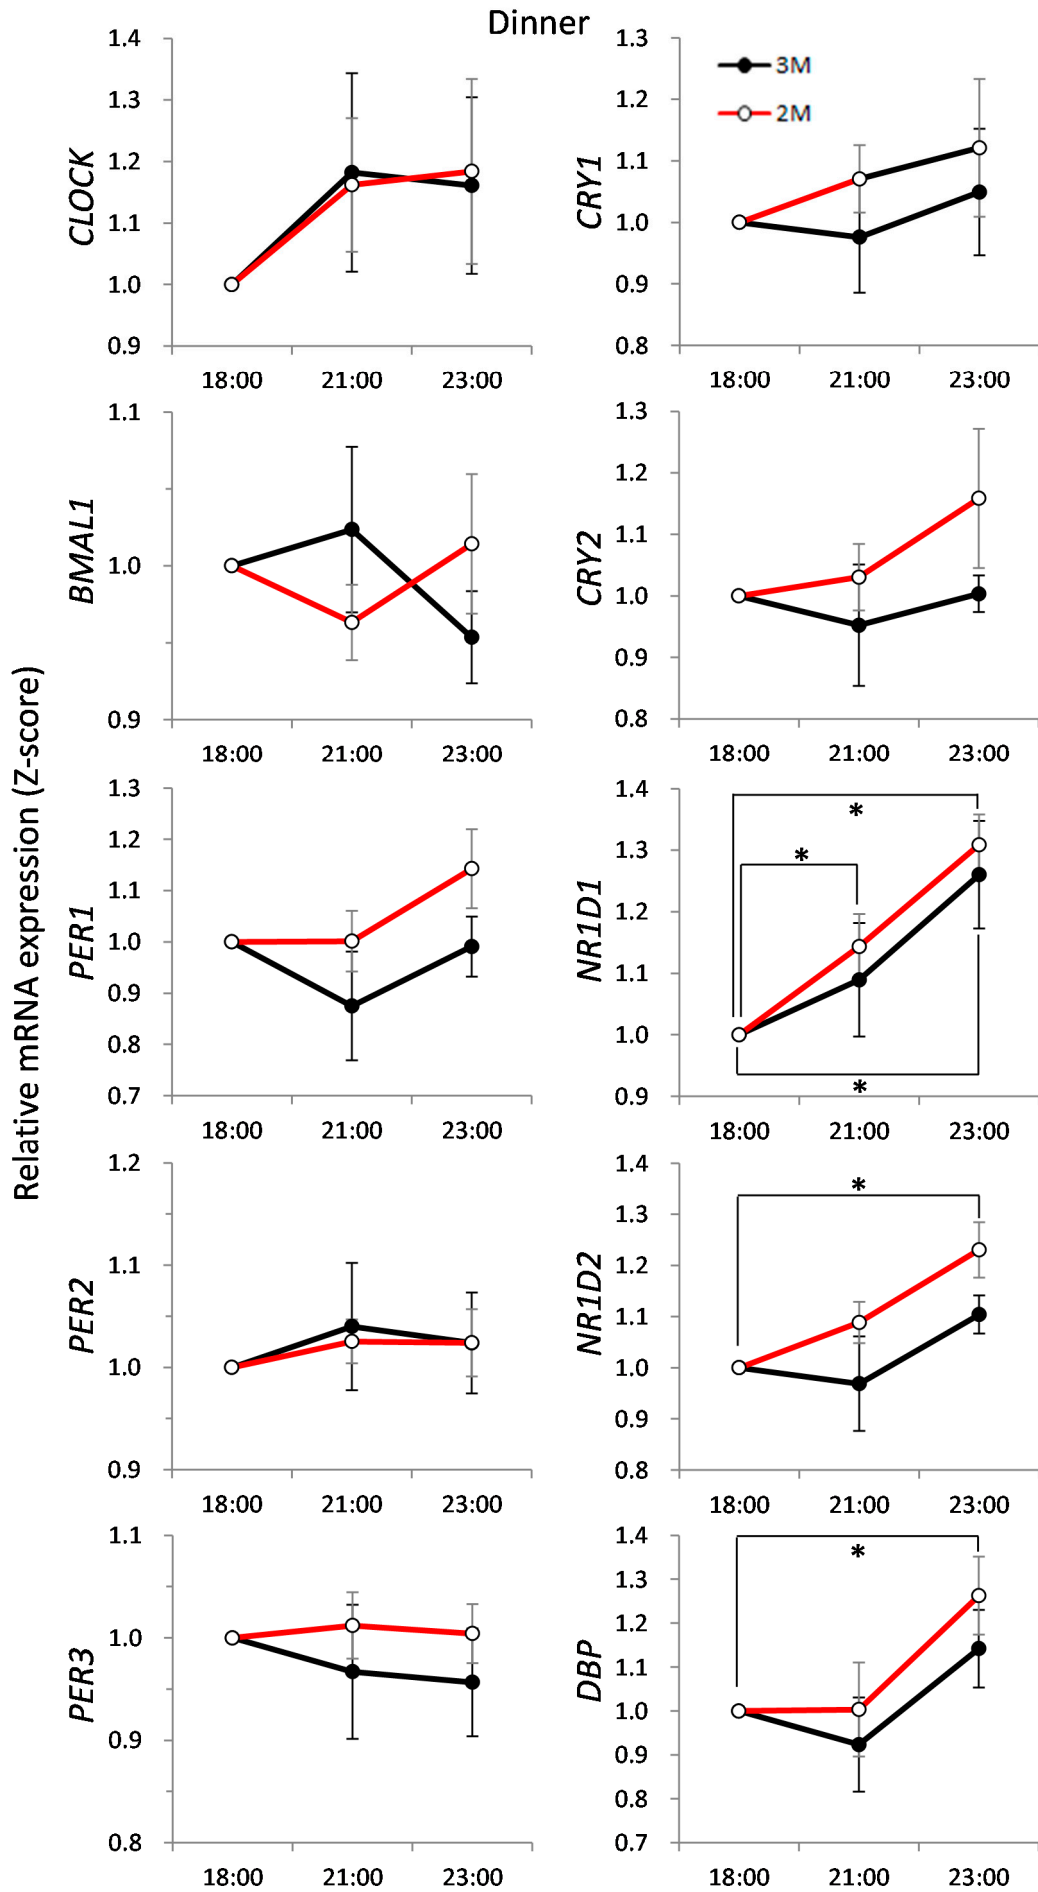 Dinner
Relative mRNA expression (Z-score)
CLOCK
1.4
1.3
1.2
1.1
1.0
0.9
18:00 21:00 23:00
CRY1
1.3
1.2
1.1
1.0
0.9
0.8
3M
2M
18:00 21:00 23:00
BMAL1
1.1
1.0
0.9
18:00 21:00 23:00
CRY2
1.3
1.2
1.1
1.0
0.9
0.8
18:00 21:00 23:00
PER1
1.3
1.2
1.1
1.0
0.9
0.8
0.7
18:00 21:00 23:00
NR1D1
1.4
1.3
1.2
1.1
1.0
0.9
*
*
*
18:00 21:00 23:00
PER2
1.2
1.1
1.0
0.9
18:00 21:00 23:00
NR1D2
1.4
1.3
1.2
1.1
1.0
0.9
0.8
*
18:00 21:00 23:00
PER3
1.1
1.0
0.9
0.8
18:00 21:00 23:00
DBP
1.4
1.3
1.2
1.1
1.0
0.9
0.8
0.7
*
18:00 21:00 23:00